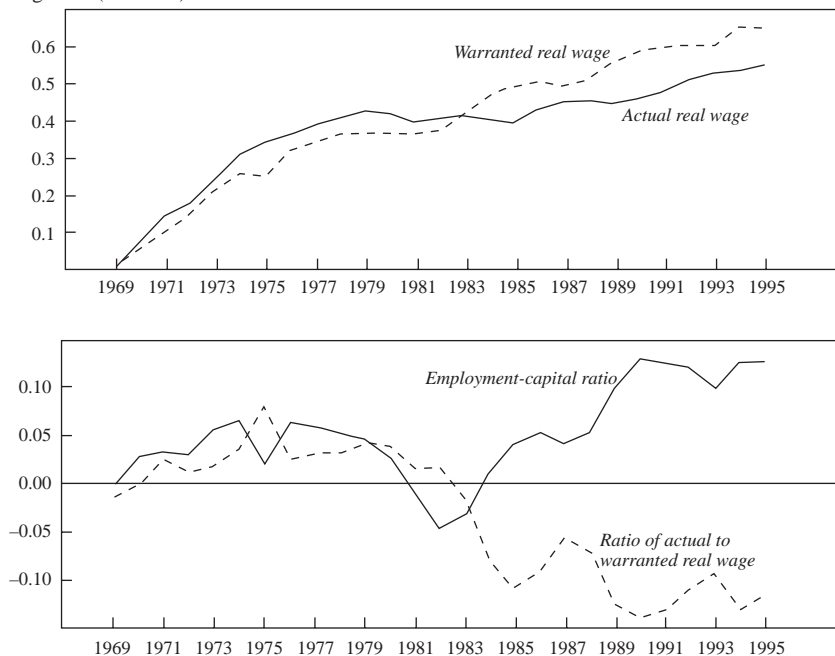 0.6
Warranted real wage
0.5
0.4
Actual real wage
0.3
0.2
0.1
1969 1971 1973 1975 1977 1979 1981 1983 1985 1987 1989 1991 1993 1995
0.10
Employment-capital ratio
0.05
0.00
–0.05
Ratio of actual to
warranted real wage
–0.10
1969 1971 1973 1975 1977 1979 1981 1983 1985 1987 1989 1991 1993 1995